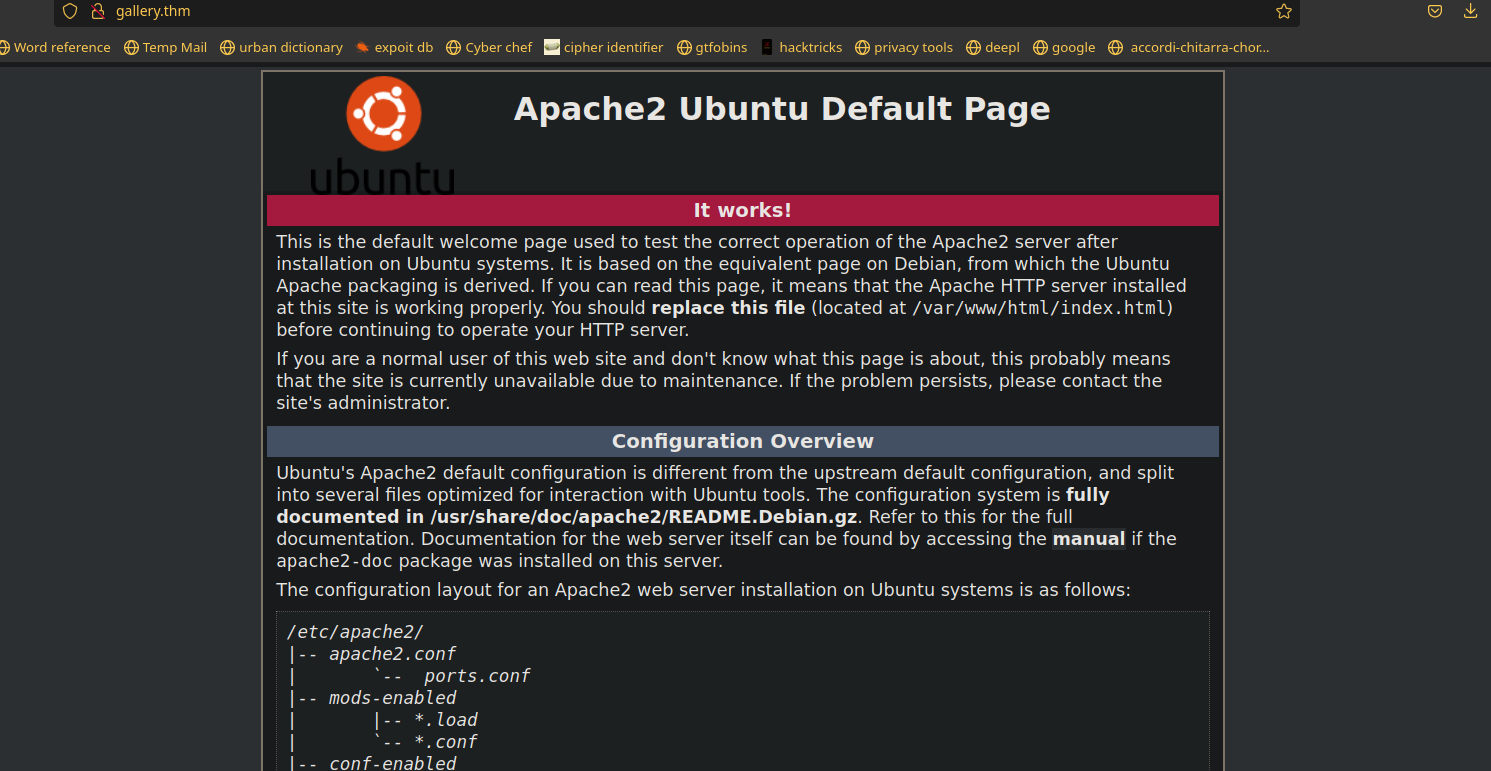 gallery.thm
Word reference Temp Mail urban dictionary expoit db Cyber chef cipher identifier gtfobins hacktricks privacy tools deepl google accordi-chitarra-chor...
Apache2 Ubuntu Default Page
ubuntu
It works!
This is the default welcome page used to test the correct operation of the Apache2 server after
installation on Ubuntu systems. It is based on the equivalent page on Debian, from which the Ubuntu
Apache packaging is derived. If you can read this page, it means that the Apache HTTP server installed
at this site is working properly. You should replace this file (located at /var/www/html/index.html)
before continuing to operate your HTTP server.
If you are a normal user of this web site and don't know what this page is about, this probably means
that the site is currently unavailable due to maintenance. If the problem persists, please contact the
site's administrator.
Configuration Overview
Ubuntu's Apache2 default configuration is different from the upstream default configuration, and split
into several files optimized for interaction with Ubuntu tools. The configuration system is fully
documented in /usr/share/doc/apache2/README.Debian.gz. Refer to this for the full
documentation. Documentation for the web server itself can be found by accessing the manual if the
apache2-doc package was installed on this server.
The configuration layout for an Apache2 web server installation on Ubuntu systems is as follows:
/etc/apache2/
|-- apache2.conf
|       `--  ports.conf
|-- mods-enabled
|       |-- *.load
|       `-- *.conf
|-- conf-enabled